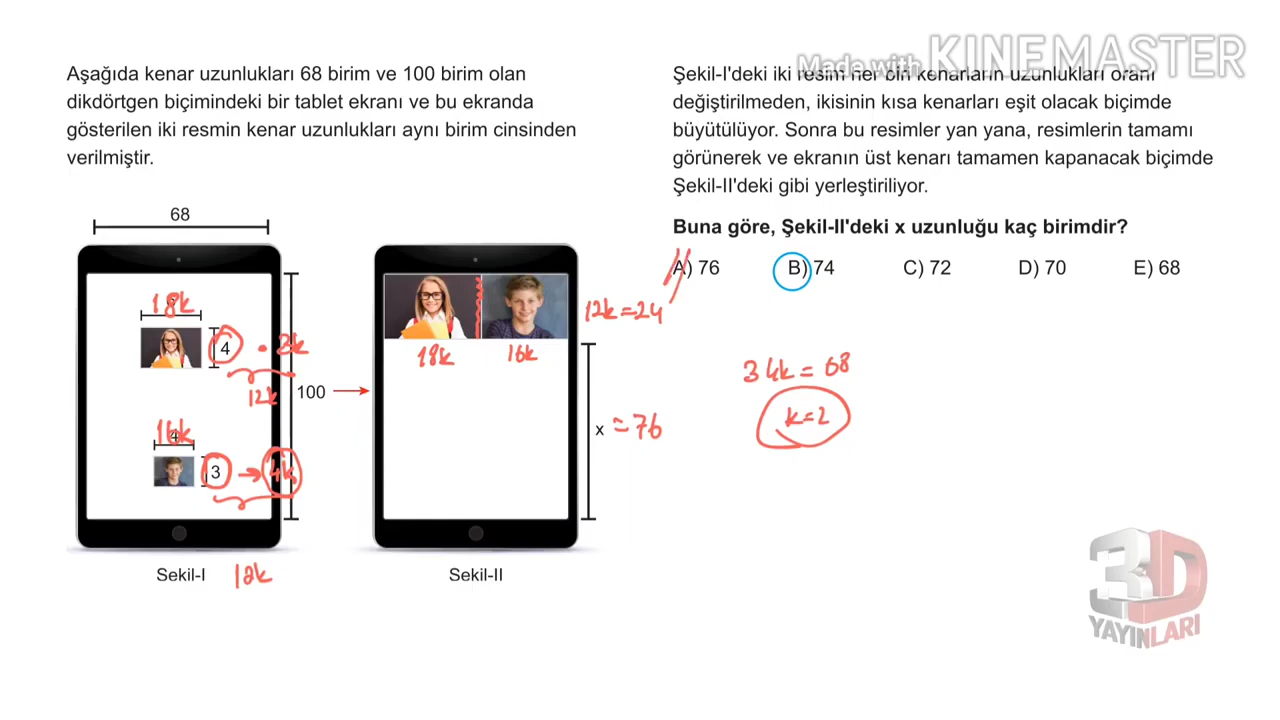 Aşağıda kenar uzunlukları 68 birim ve 100 birim olan
dikdörtgen biçimindeki bir tablet ekranı ve bu ekranda
gösterilen iki resmin kenar uzunlukları aynı birim cinsinden
verilmiştir.
68
18k
4 . 3k
12k
100
16k
4
3 → 4k
Sekil-I 12k
12k=24
18k 16k
x = 76
Sekil-II
Made with KINEMASTER
Şekil-I'deki iki resim her biri kenarların uzunlukları oranı
değiştirilmeden, ikisinin kısa kenarları eşit olacak biçimde
büyütülüyor. Sonra bu resimler yan yana, resimlerin tamamı
görünerek ve ekranın üst kenarı tamamen kapanacak biçimde
Şekil-II'deki gibi yerleştiriliyor.
Buna göre, Şekil-II'deki x uzunluğu kaç birimdir?
A) 76 B) 74 C) 72 D) 70 E) 68
34k = 68
k=2
3D
YAYINLARI